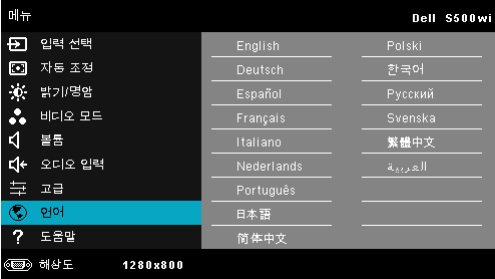 메뉴
Dell S500wi
입력 선택
자동 조정
밝기/명암
비디오 모드
볼륨
오디오 입력
고급
언어
도움말
English
Deutsch
Español
Français
Italiano
Nederlands
Português
日本語
简体中文
Polski
한국어
Русский
Svenska
繁體中文
العربية
해상도 1280x800